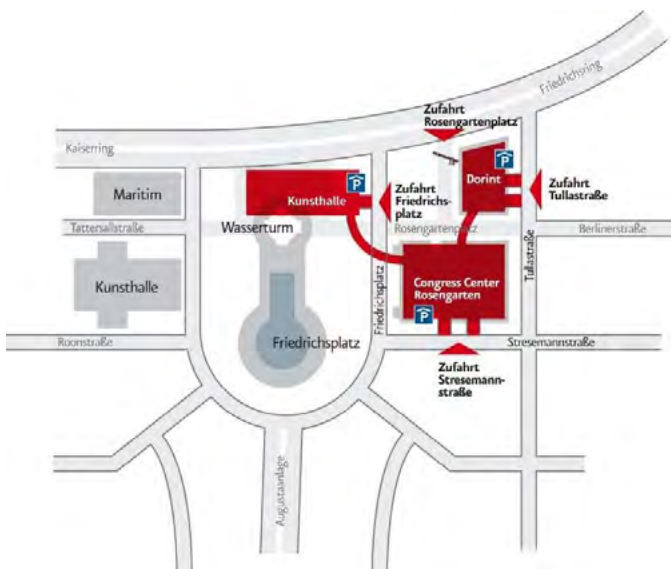 Friedrichsring
Zufahrt
Rosengartenplatz
Kaiserring
P
Dorint
P
Maritim
Kunsthalle
Zufahrt
Friedrichs-
platz
Zufahrt
Tullastraße
Tattersallstraße
Wasserturm
Rosengartenplatz
Berlinerstraße
Kunsthalle
Friedrichsplatz
Congress Center
Rosengarten
Tullastraße
P
Roonstraße
Friedrichsplatz
Stresemannstraße
Zufahrt
Stresemann-
straße
Augustaanlage